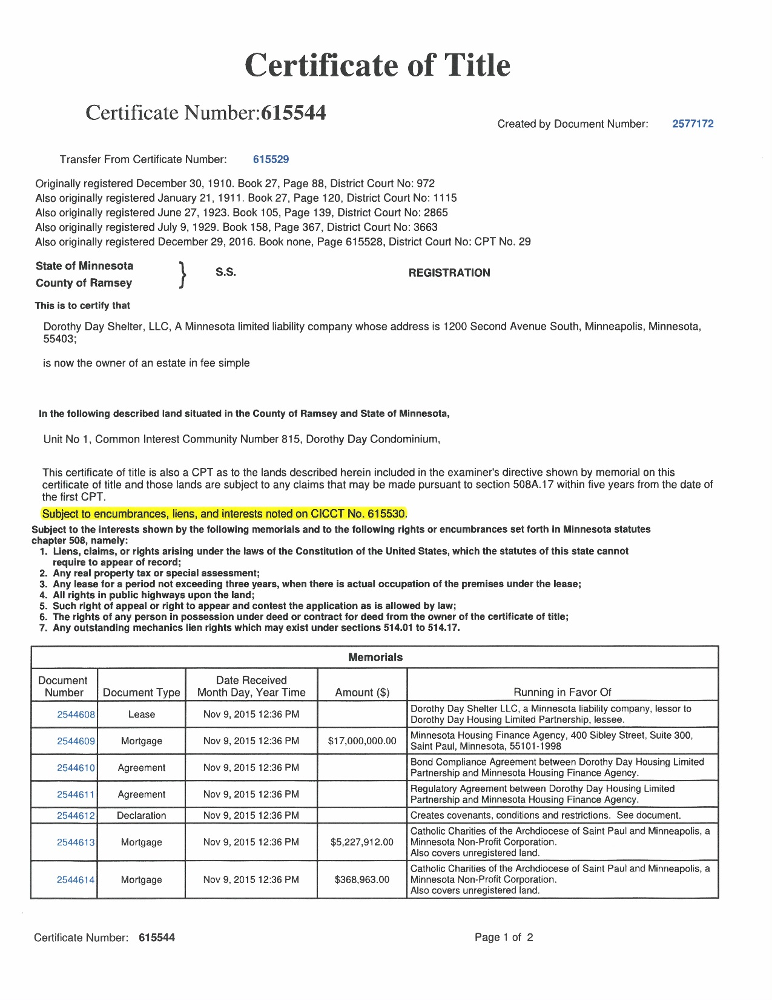 Certificate of Title
Certificate Number:615544
Created by Document Number: 2577172
Transfer From Certificate Number: 615529
Originally registered December 30, 1910. Book 27, Page 88, District Court No: 972
Also originally registered January 21, 1911. Book 27, Page 120, District Court No: 1115
Also originally registered June 27, 1923. Book 105, Page 139, District Court No: 2865
Also originally registered July 9, 1929. Book 158, Page 367, District Court No: 3663
Also originally registered December 29, 2016. Book none, Page 615528, District Court No: CPT No. 29
State of Minnesota
County of Ramsey
} S.S. REGISTRATION
This is to certify that
Dorothy Day Shelter, LLC, A Minnesota limited liability company whose address is 1200 Second Avenue South, Minneapolis, Minnesota,
55403;
is now the owner of an estate in fee simple
In the following described land situated in the County of Ramsey and State of Minnesota,
Unit No 1, Common Interest Community Number 815, Dorothy Day Condominium,
This certificate of title is also a CPT as to the lands described herein included in the examiner's directive shown by memorial on this
certificate of title and those lands are subject to any claims that may be made pursuant to section 508A.17 within five years from the date of
the first CPT.
Subject to encumbrances, liens, and interests noted on CICCT No. 615530.
Subject to the interests shown by the following memorials and to the following rights or encumbrances set forth in Minnesota statutes
chapter 508, namely:
1. Liens, claims, or rights arising under the laws of the Constitution of the United States, which the statutes of this state cannot
require to appear of record;
2. Any real property tax or special assessment;
3. Any lease for a period not exceeding three years, when there is actual occupation of the premises under the lease;
4. All rights in public highways upon the land;
5. Such right of appeal or right to appear and contest the application as is allowed by law;
6. The rights of any person in possession under deed or contract for deed from the owner of the certificate of title;
7. Any outstanding mechanics lien rights which may exist under sections 514.01 to 514.17.
Memorials
Document Number | Document Type | Date Received Month Day, Year Time | Amount ($) | Running in Favor Of
2544608 Lease Nov 9, 2015 12:36 PM Dorothy Day Shelter LLC, a Minnesota liability company, lessor to
Dorothy Day Housing Limited Partnership, lessee.
2544609 Mortgage Nov 9, 2015 12:36 PM $17,000,000.00 Minnesota Housing Finance Agency, 400 Sibley Street, Suite 300,
Saint Paul, Minnesota, 55101-1998
2544610 Agreement Nov 9, 2015 12:36 PM Bond Compliance Agreement between Dorothy Day Housing Limited
Partnership and Minnesota Housing Finance Agency.
2544611 Agreement Nov 9, 2015 12:36 PM Regulatory Agreement between Dorothy Day Housing Limited
Partnership and Minnesota Housing Finance Agency.
2544612 Declaration Nov 9, 2015 12:36 PM Creates covenants, conditions and restrictions. See document.
2544613 Mortgage Nov 9, 2015 12:36 PM $5,227,912.00 Catholic Charities of the Archdiocese of Saint Paul and Minneapolis, a
Minnesota Non-Profit Corporation.
Also covers unregistered land.
2544614 Mortgage Nov 9, 2015 12:36 PM $368,963.00 Catholic Charities of the Archdiocese of Saint Paul and Minneapolis, a
Minnesota Non-Profit Corporation.
Also covers unregistered land.
Certificate Number: 615544 Page 1 of 2